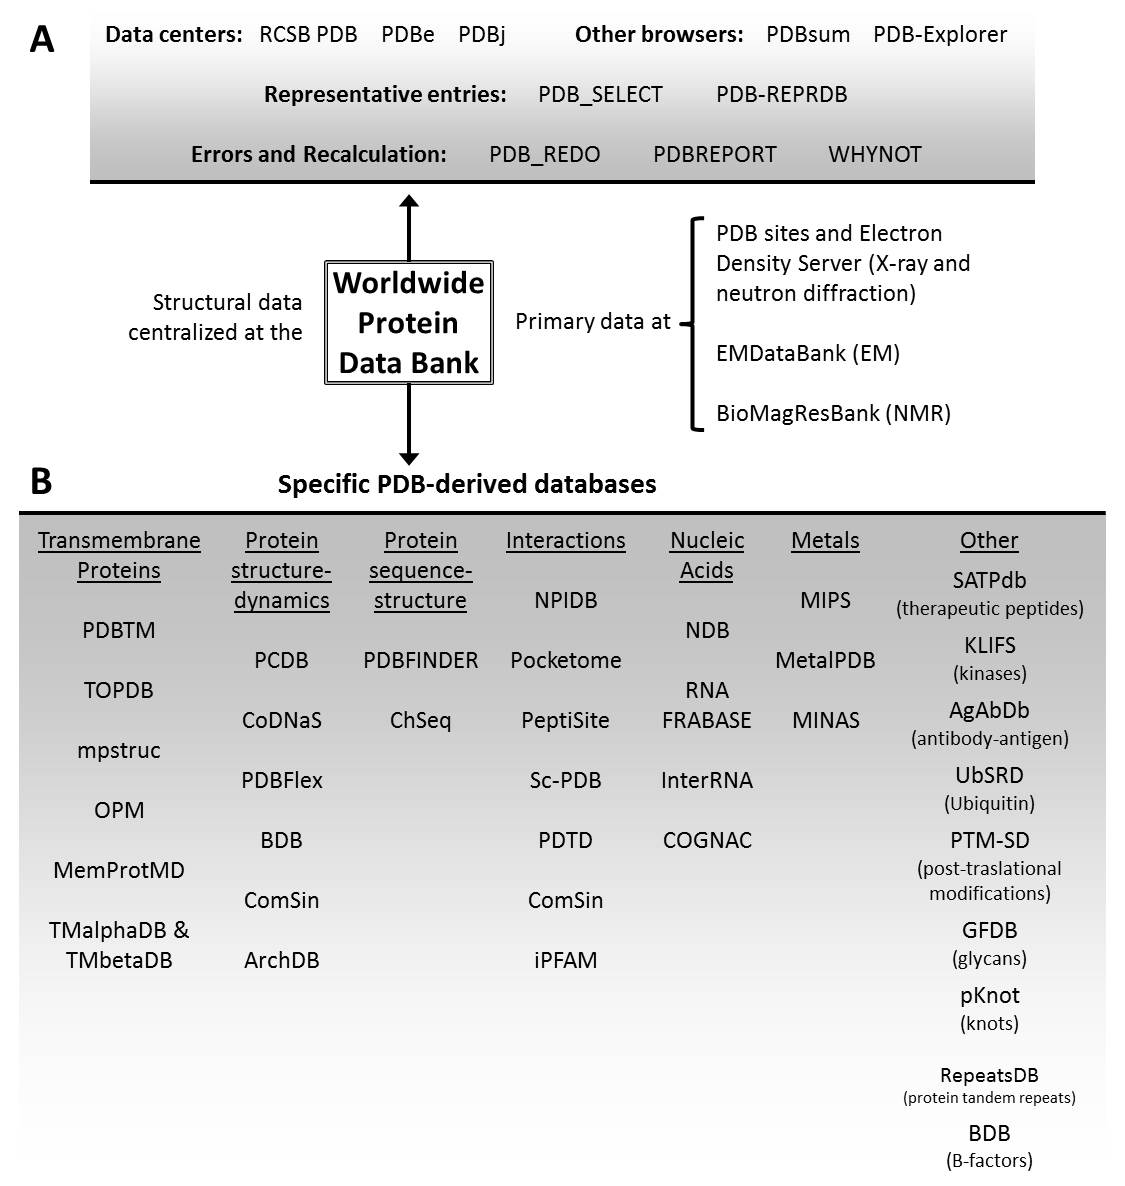 A
Data centers: RCSB PDB PDBe PDBj Other browsers: PDBsum PDB-Explorer
Representative entries: PDB_SELECT PDB-REPRDB
Errors and Recalculation: PDB_REDO PDBREPORT WHYNOT
Structural data
centralized at the
Worldwide
Protein
Data Bank
Primary data at
PDB sites and Electron
Density Server (X-ray and
neutron diffraction)
EMDataBank (EM)
BioMagResBank (NMR)
B
Specific PDB-derived databases
Transmembrane
Proteins
PDBTM
TOPDB
mpstruc
OPM
MemProtMD
TMalphaDB &
TMbetaDB
Protein
structure-
dynamics
PCDB
CoDNaS
PDBFlex
BDB
ComSin
ArchDB
Protein
sequence-
structure
PDBFINDER
ChSeq
Interactions
NPIDB
Pocketome
PeptiSite
Sc-PDB
PDTD
ComSin
iPFAM
Nucleic
Acids
NDB
RNA
FRABASE
InterRNA
COGNAC
Metals
MIPS
MetalPDB
MINAS
Other
SATPdb
(therapeutic peptides)
KLIFS
(kinases)
AgAbDb
(antibody-antigen)
UbSRD
(Ubiquitin)
PTM-SD
(post-traslational
modifications)
GFDB
(glycans)
pKnot
(knots)
RepeatsDB
(protein tandem repeats)
BDB
(B-factors)